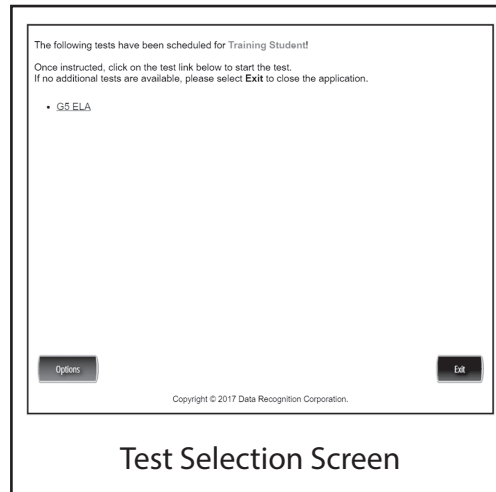 The following tests have been scheduled for Training Student!
Once instructed, click on the test link below to start the test.
If no additional tests are available, please select Exit to close the application.
• G5 ELA
Options
Exit
Copyright © 2017 Data Recognition Corporation.
Test Selection Screen